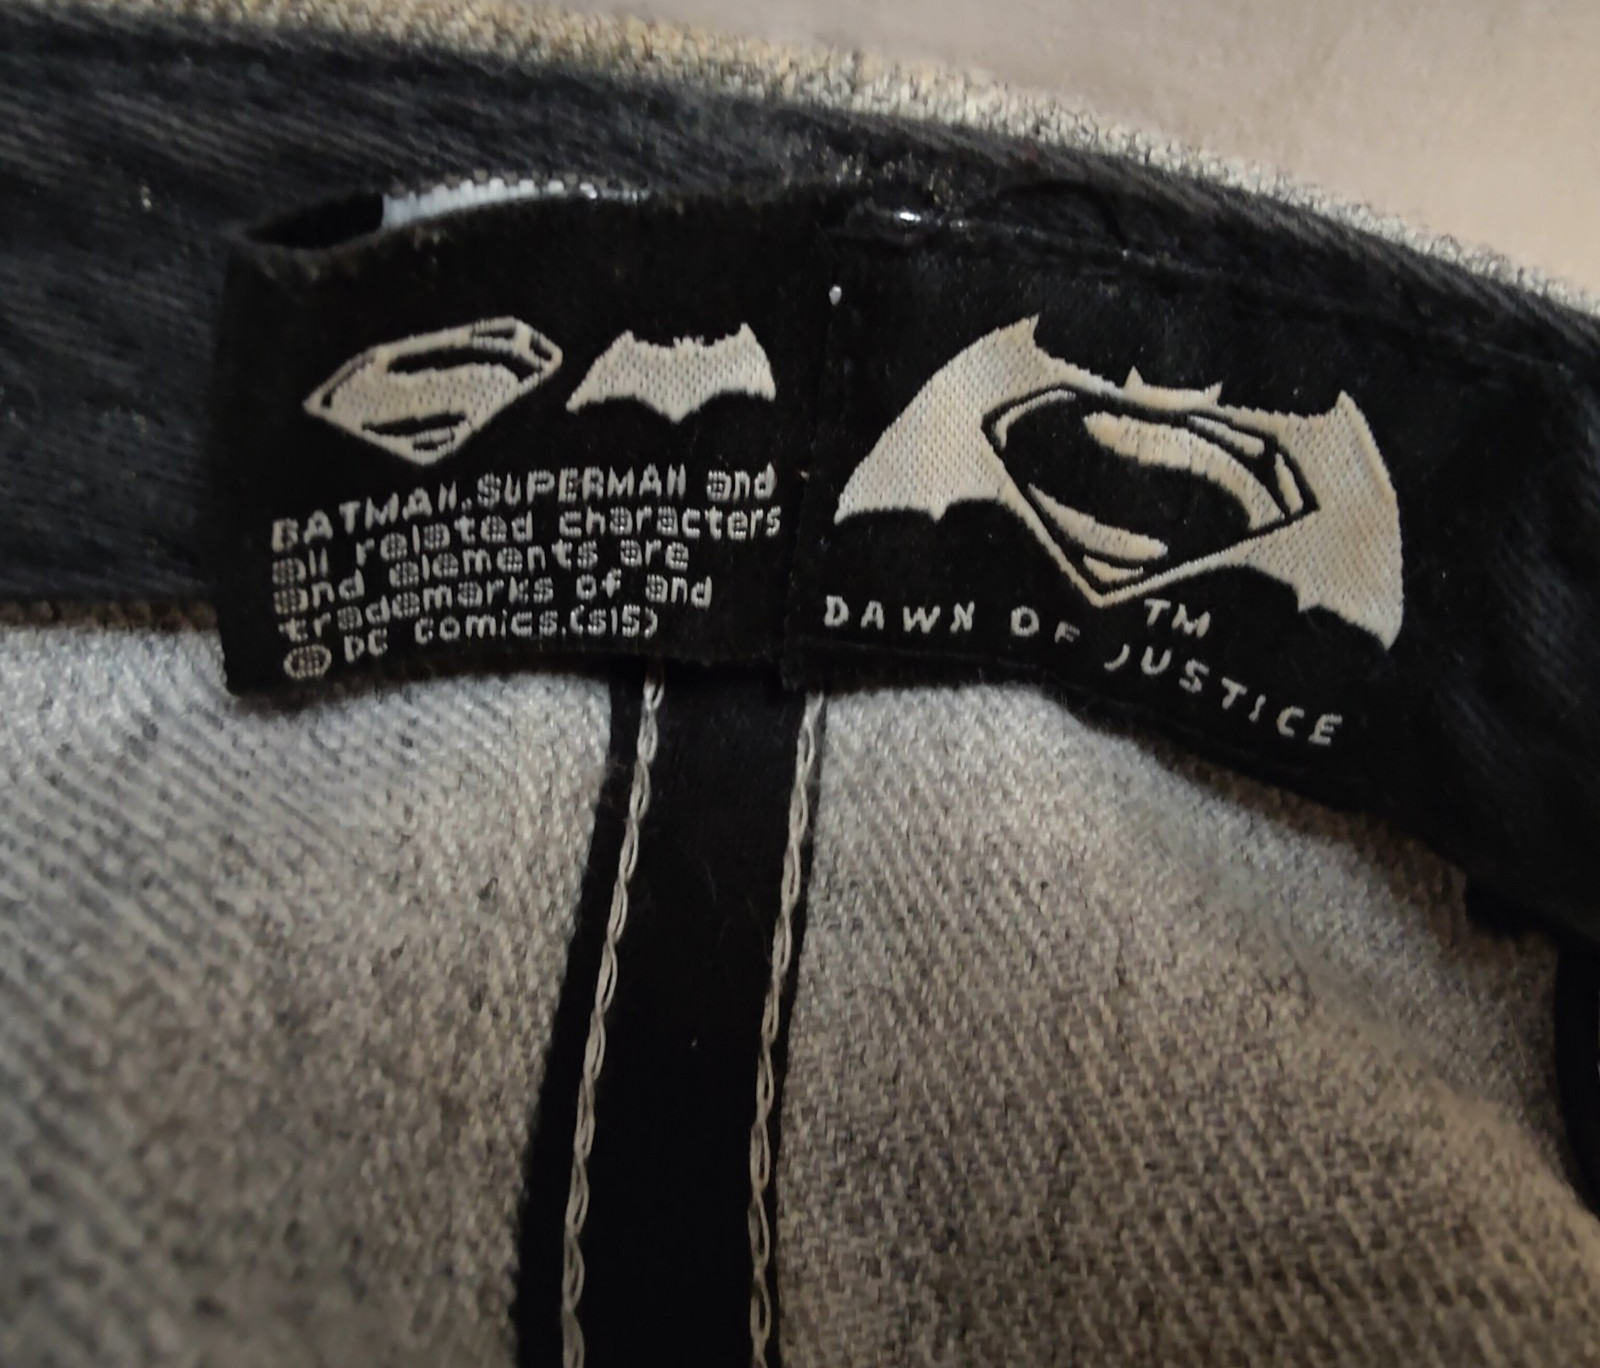 BATMAN.SUPERMAN and
all related characters
and elements are
trademarks of and
© DC comics.(S15)
TM
DAWN OF JUSTICE